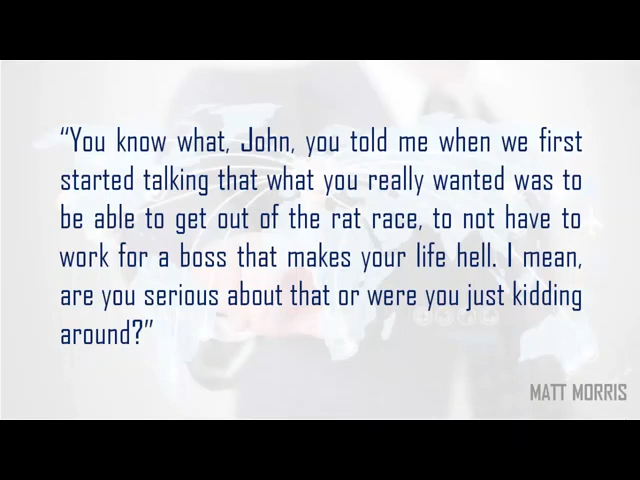 “You know what, John, you told me when we first
started talking that what you really wanted was to
be able to get out of the rat race, to not have to
work for a boss that makes your life hell. I mean,
are you serious about that or were you just kidding
around?”
MATT MORRIS